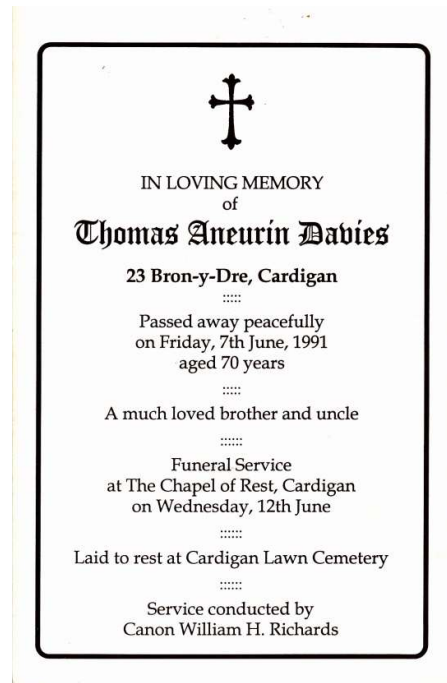 IN LOVING MEMORY
of
Thomas Aneurin Davies
23 Bron-y-Dre, Cardigan
:::::
Passed away peacefully
on Friday, 7th June, 1991
aged 70 years
:::::
A much loved brother and uncle
::::::
Funeral Service
at The Chapel of Rest, Cardigan
on Wednesday, 12th June
::::::
Laid to rest at Cardigan Lawn Cemetery
::::::
Service conducted by
Canon William H. Richards